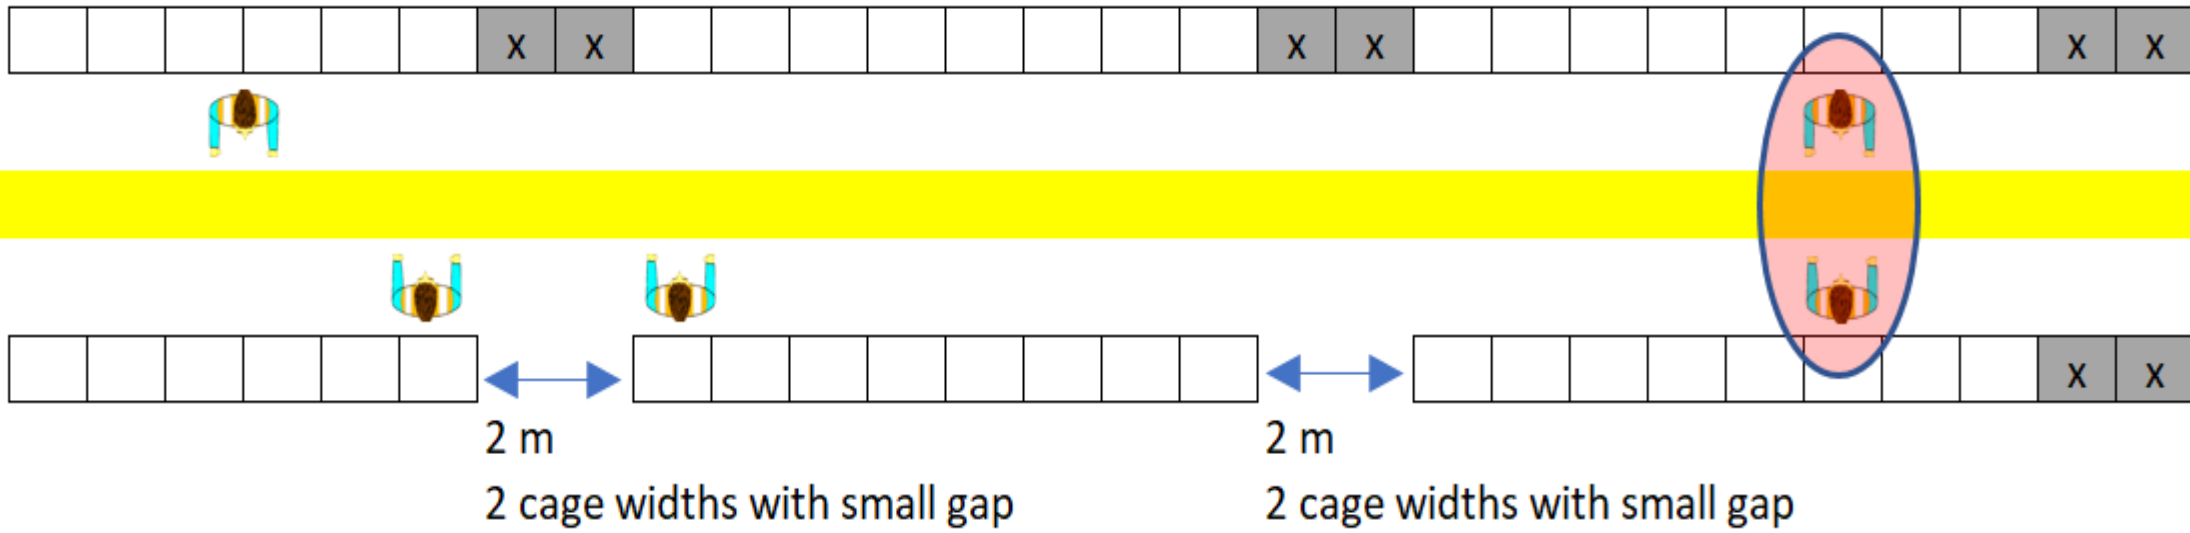 x x x x x x
x x
2 m 2 m
2 cage widths with small gap 2 cage widths with small gap